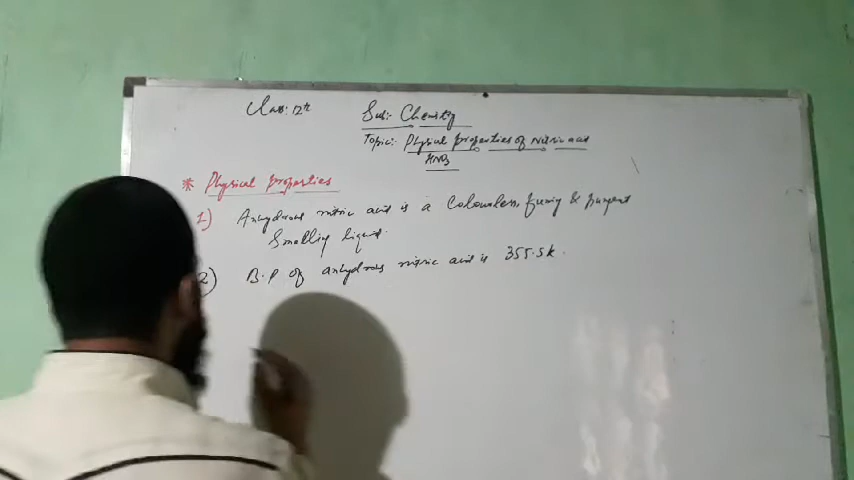 Class: 12th
Sub:- Chemistry
Topic: Physical properties of Nitric acid
HNO3
* Physical properties
1) Anhydrous nitric acid is a Colourless, fuming & pungent
Smelling liquid.
2) B.P of anhydrous nitric acid is 355.5k.